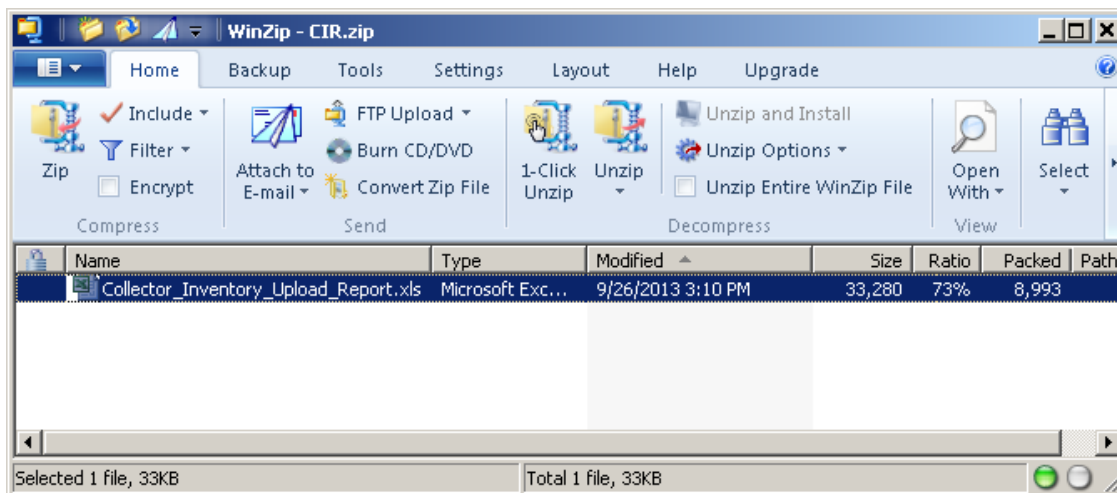 WinZip - CIR.zip
Home Backup Tools Settings Layout Help Upgrade
Zip
Include
Filter
Encrypt
Compress
Attach to
E-mail
FTP Upload
Burn CD/DVD
Convert Zip File
Send
1-Click
Unzip
Unzip
Unzip and Install
Unzip Options
Unzip Entire WinZip File
Decompress
Open
With
View
Select
Name Type Modified Size Ratio Packed Path
Collector_Inventory_Upload_Report.xls Microsoft Exc... 9/26/2013 3:10 PM 33,280 73% 8,993
Selected 1 file, 33KB Total 1 file, 33KB